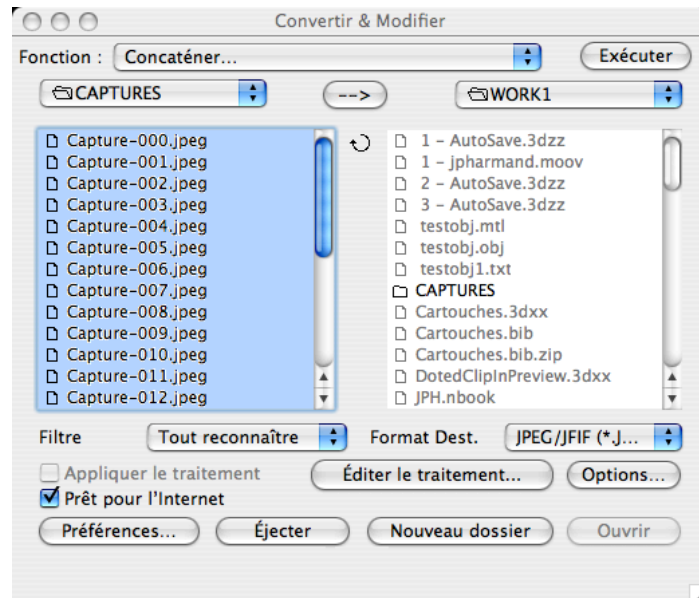 Convertir & Modifier
Fonction : Concaténer... Exécuter
CAPTURES --> WORK1
Capture-000.jpeg
Capture-001.jpeg
Capture-002.jpeg
Capture-003.jpeg
Capture-004.jpeg
Capture-005.jpeg
Capture-006.jpeg
Capture-007.jpeg
Capture-008.jpeg
Capture-009.jpeg
Capture-010.jpeg
Capture-011.jpeg
Capture-012.jpeg
1 - AutoSave.3dzz
1 - jpharmand.moov
2 - AutoSave.3dzz
3 - AutoSave.3dzz
testobj.mtl
testobj.obj
testobj1.txt
CAPTURES
Cartouches.3dxx
Cartouches.bib
Cartouches.bib.zip
DotedClipInPreview.3dxx
JPH.nbook
Filtre Tout reconnaître Format Dest. JPEG/JFIF (*.J...
Appliquer le traitement Éditer le traitement... Options...
Prêt pour l'Internet
Préférences... Éjecter Nouveau dossier Ouvrir